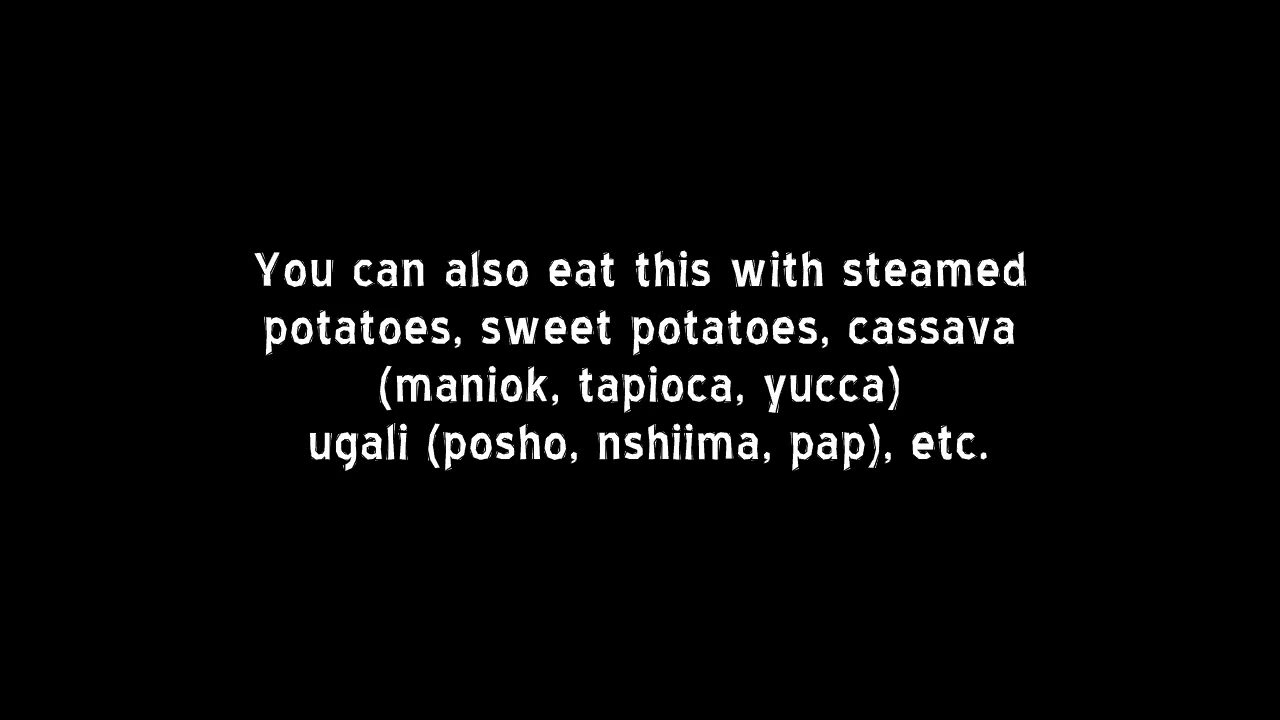 You can also eat this with steamed
potatoes, sweet potatoes, cassava
(maniok, tapioca, yucca)
ugali (posho, nshiima, pap), etc.